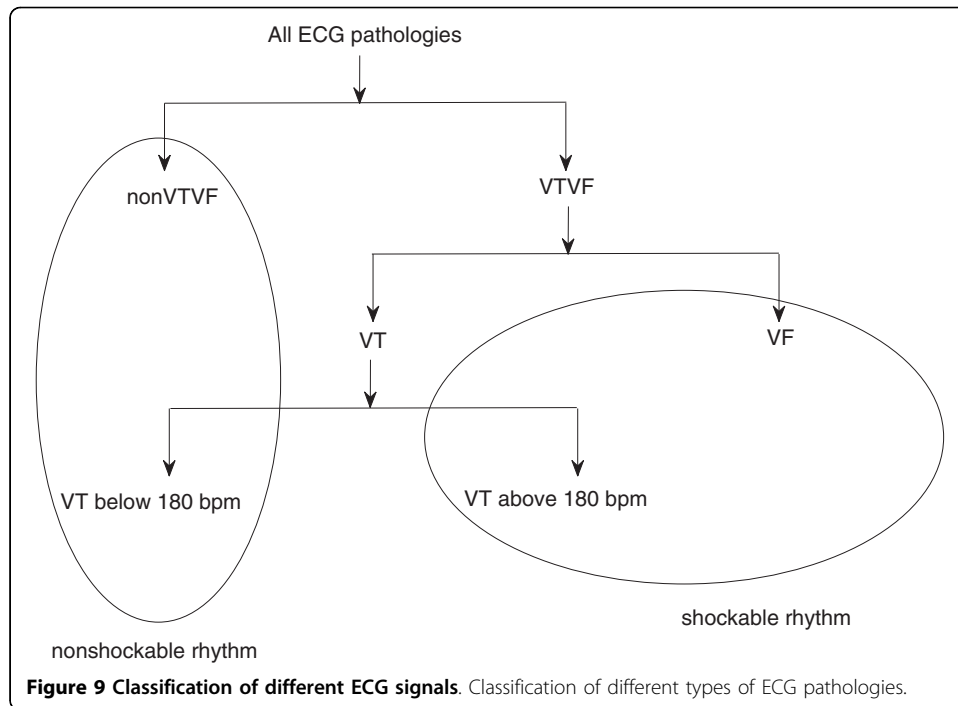 All ECG pathologies
nonVTVF
VTVF
VT
VF
VT below 180 bpm
VT above 180 bpm
shockable rhythm
nonshockable rhythm
Figure 9 Classification of different ECG signals. Classification of different types of ECG pathologies.